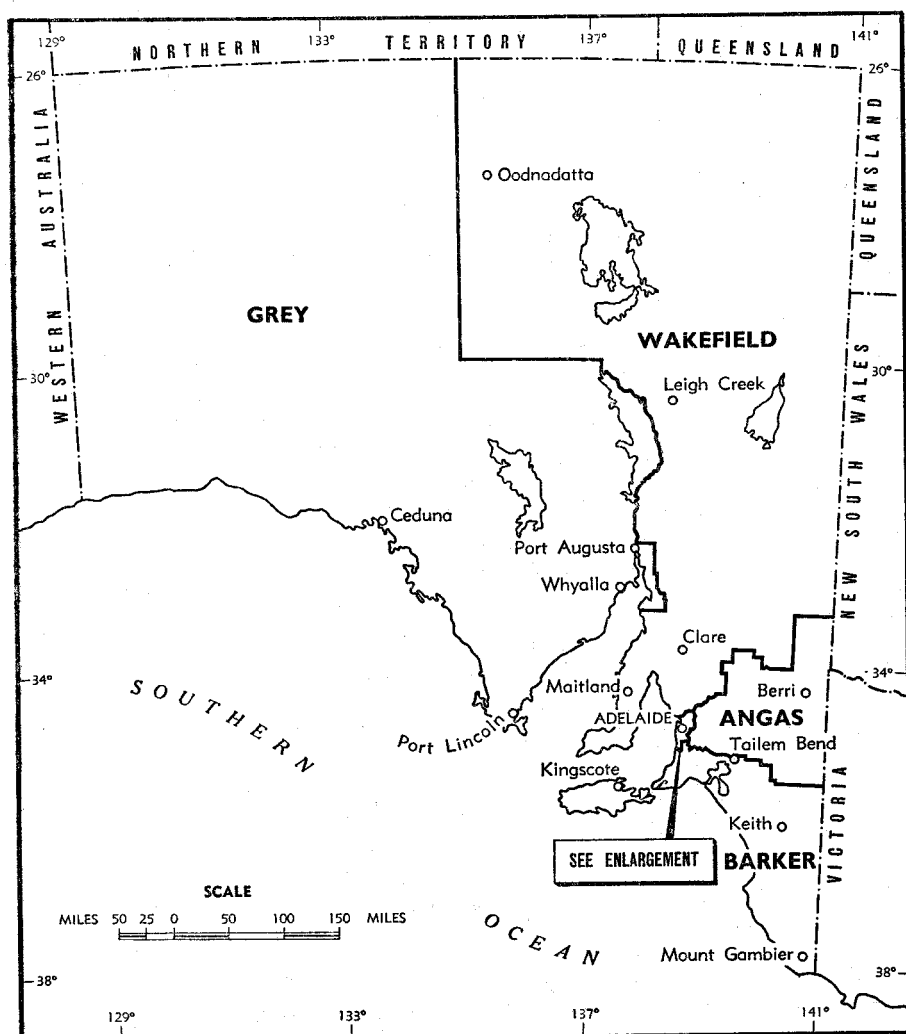 129° 133° 137° 141°
NORTHERN TERRITORY QUEENSLAND
26° 26°
WESTERN AUSTRALIA
QUEENSLAND
Oodnadatta
GREY
WAKEFIELD
30° 30°
Leigh Creek
NEW SOUTH WALES
Ceduna
Port Augusta
Whyalla
Clare
34° 34°
Maitland
Berri
ADELAIDE
ANGAS
Port Lincoln
Tailem Bend
Kingscote
SOUTHERN
Keith
VICTORIA
SEE ENLARGEMENT
BARKER
SCALE
MILES 50 25 0 50 100 150 MILES
OCEAN
Mount Gambier
38° 38°
129° 133° 137° 141°